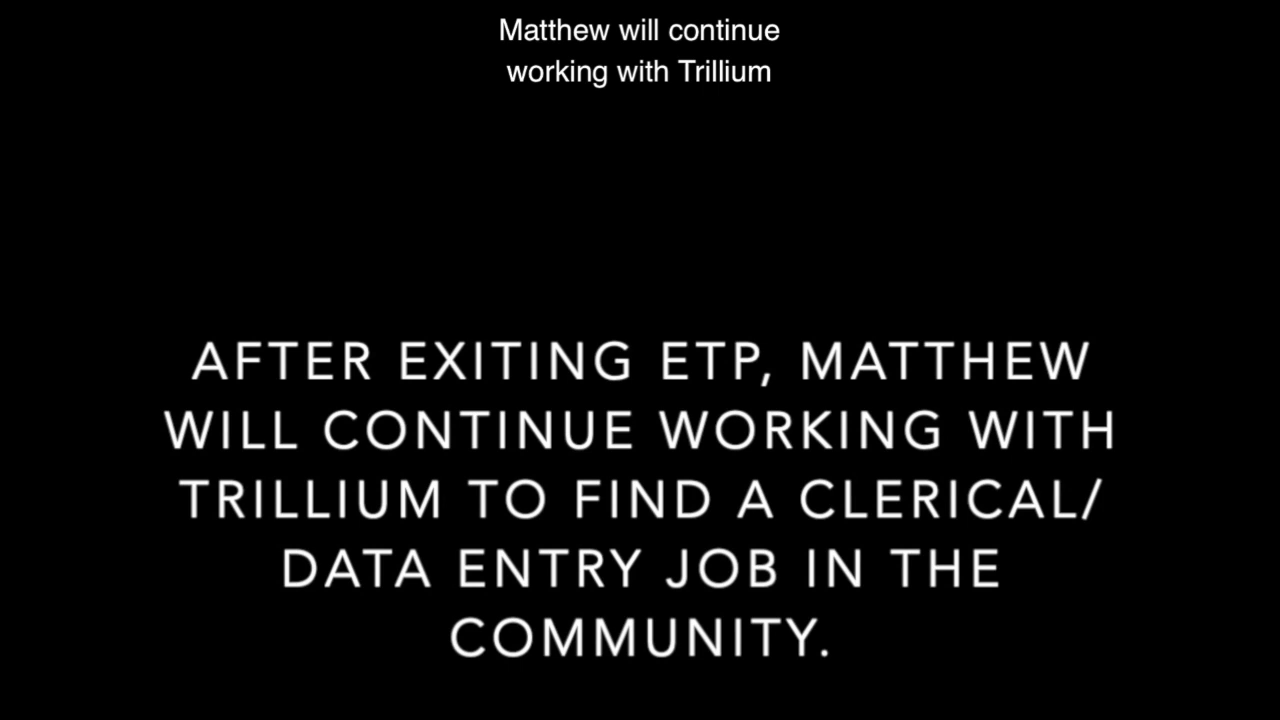 Matthew will continue
working with Trillium
AFTER EXITING ETP, MATTHEW
WILL CONTINUE WORKING WITH
TRILLIUM TO FIND A CLERICAL/
DATA ENTRY JOB IN THE
COMMUNITY.